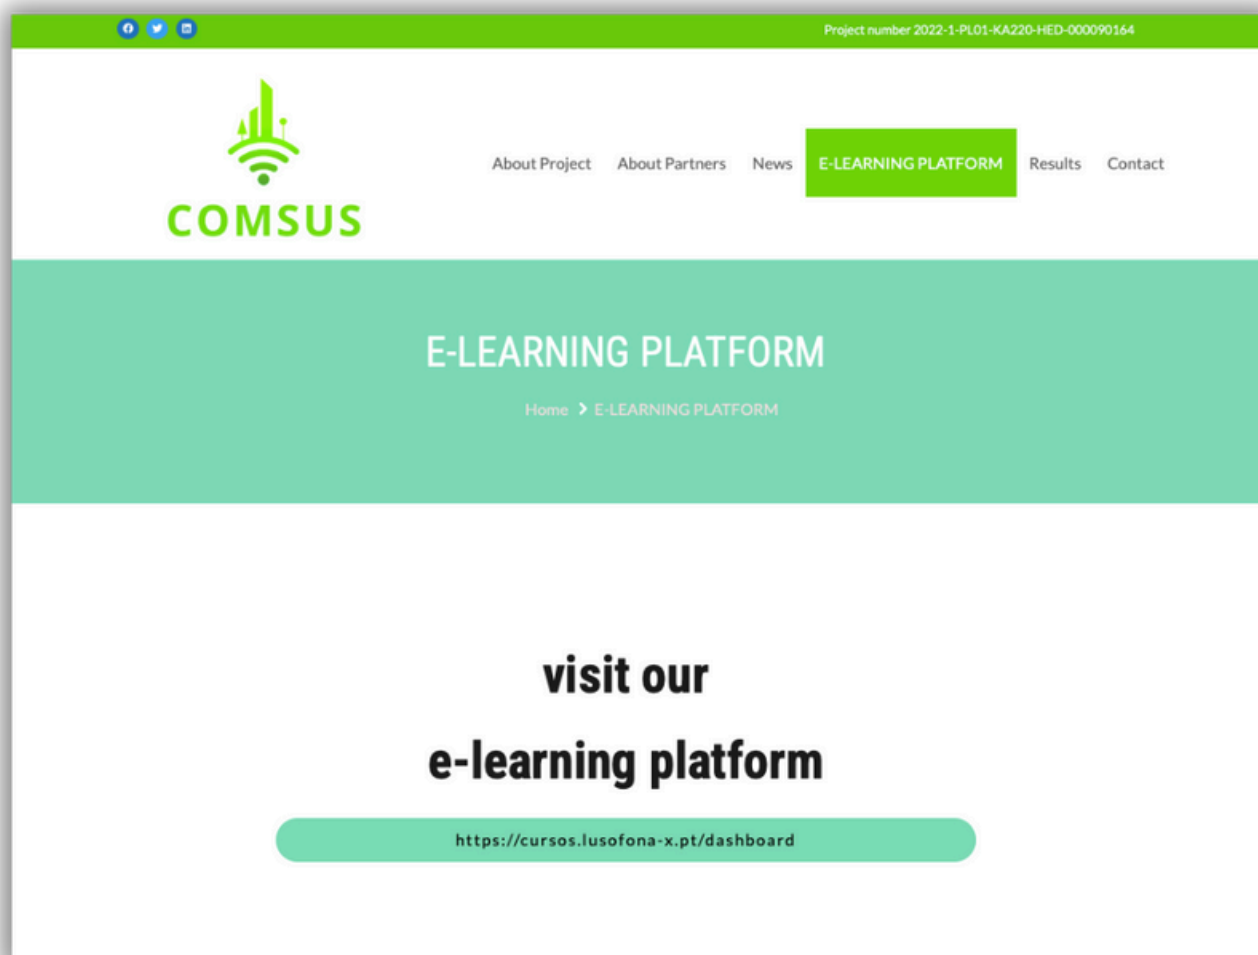 Project number 2022-1-PL01-KA220-HED-000090164
COMSUS
About Project About Partners News E-LEARNING PLATFORM Results Contact
E-LEARNING PLATFORM
Home > E-LEARNING PLATFORM
visit our
e-learning platform
https://cursos.lusofona-x.pt/dashboard